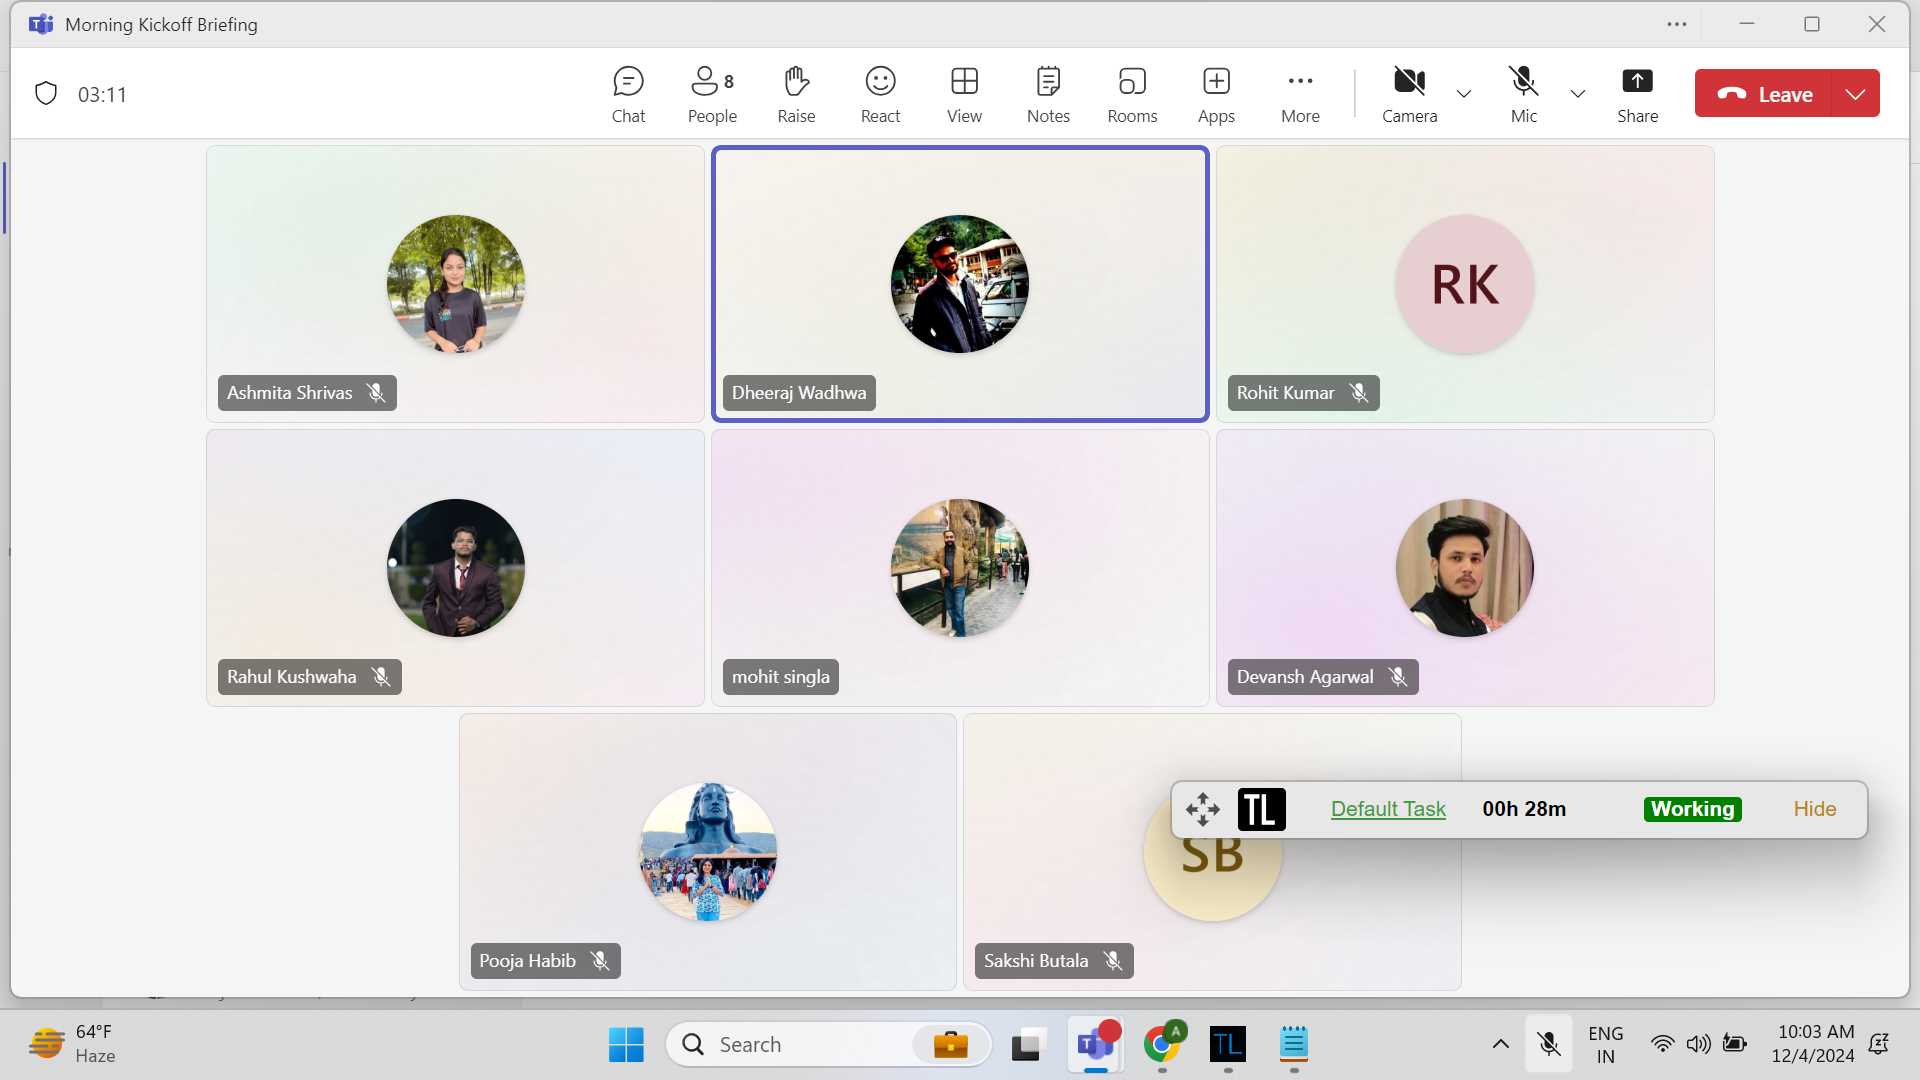 Morning Kickoff Briefing
03:11
Chat
People 8
Raise
React
View
Notes
Rooms
Apps
More
Camera
Mic
Share
Leave
Ashmita Shrivas
Dheeraj Wadhwa
RK
Rohit Kumar
Rahul Kushwaha
mohit singla
Devansh Agarwal
Pooja Habib
SB
Sakshi Butala
TL Default Task 00h 28m Working Hide
64°F
Haze
Search
A
TL
ENG
IN
10:03 AM
12/4/2024